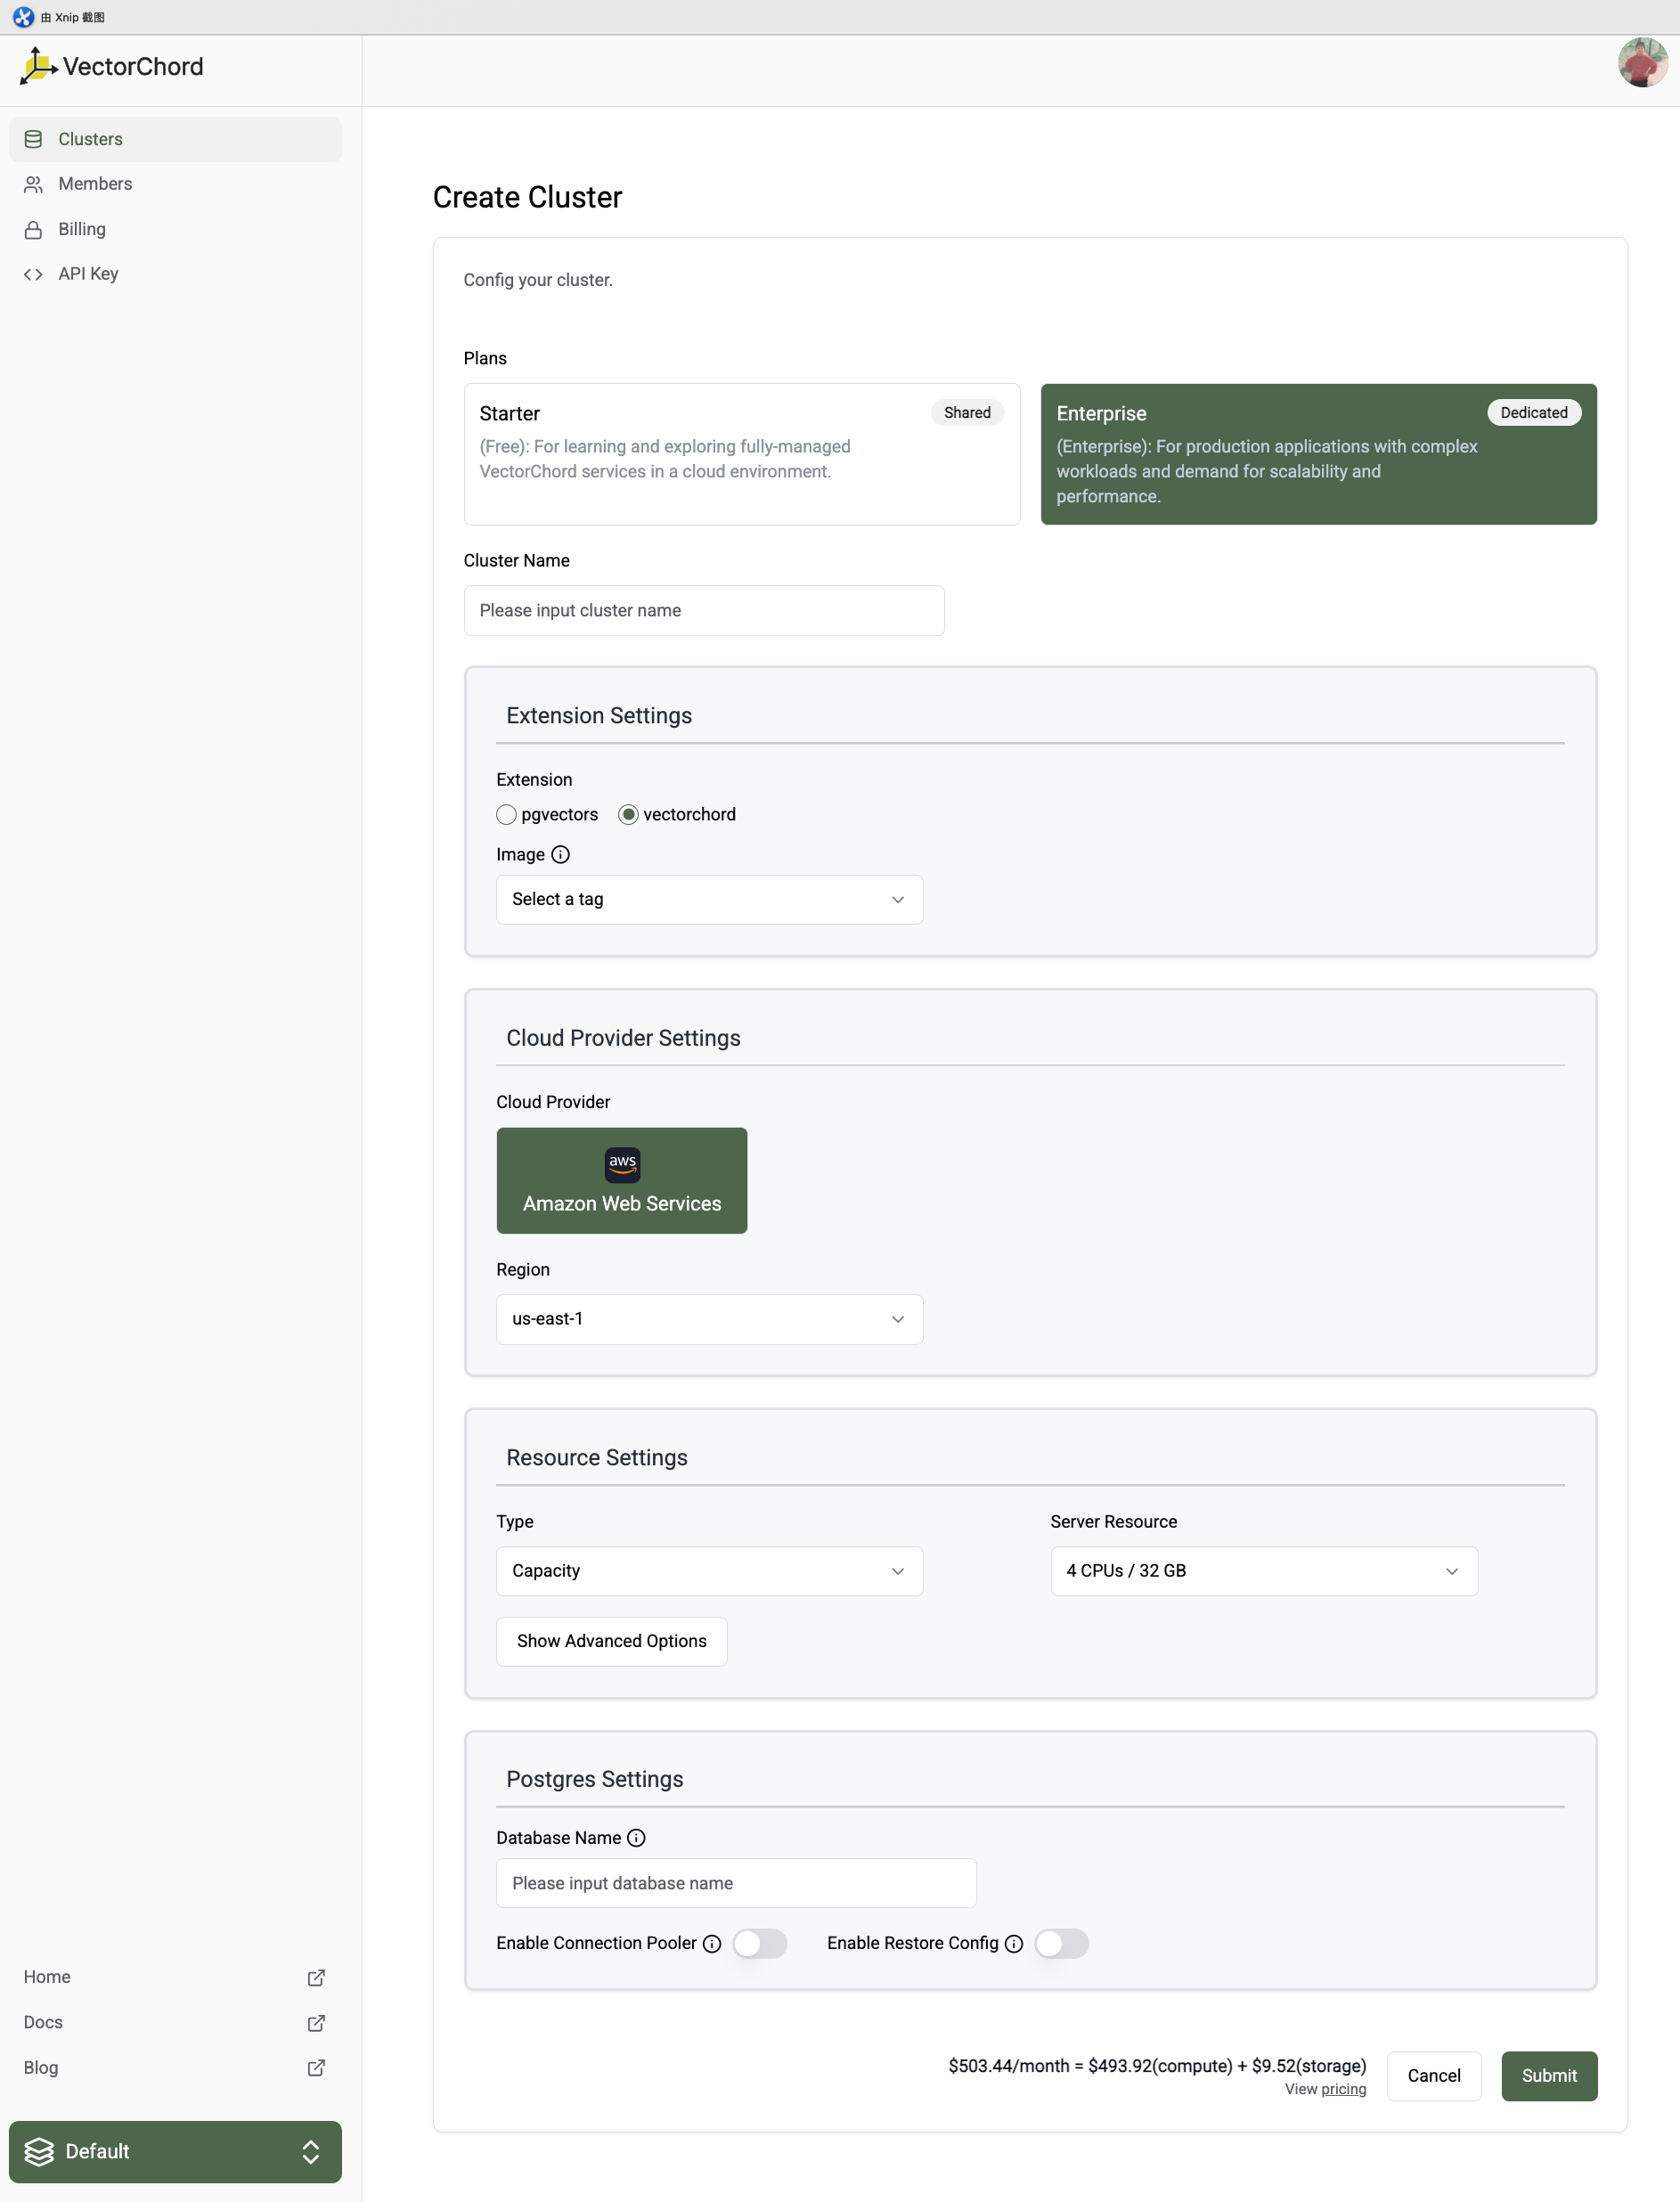 由 Xnip 截图
VectorChord
Clusters
Members
Billing
API Key
Create Cluster
Config your cluster.
Plans
Starter
Shared
(Free): For learning and exploring fully-managed
VectorChord services in a cloud environment.
Enterprise
Dedicated
(Enterprise): For production applications with complex
workloads and demand for scalability and
performance.
Cluster Name
Please input cluster name
Extension Settings
Extension
pgvectors
vectorchord
Image
Select a tag
Cloud Provider Settings
Cloud Provider
aws
Amazon Web Services
Region
us-east-1
Resource Settings
Type
Server Resource
Capacity
4 CPUs / 32 GB
Show Advanced Options
Postgres Settings
Database Name
Please input database name
Enable Connection Pooler
Enable Restore Config
$503.44/month = $493.92(compute) + $9.52(storage)
View pricing
Cancel
Submit
Home
Docs
Blog
Default